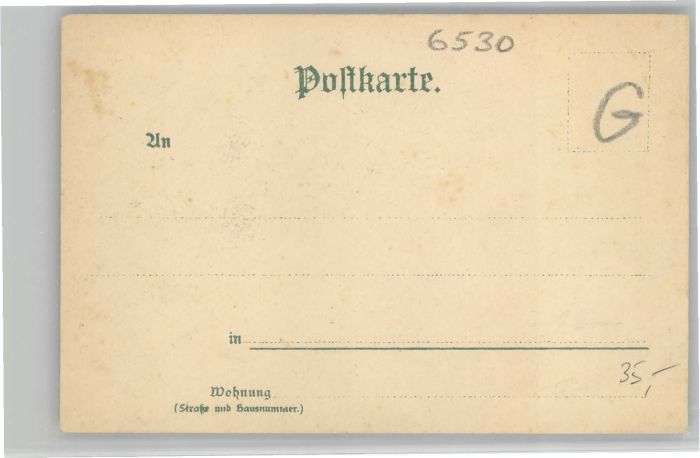 6530
Postkarte.
G
An
in
35,-
Wohnung
(Straße und Hausnummer.)